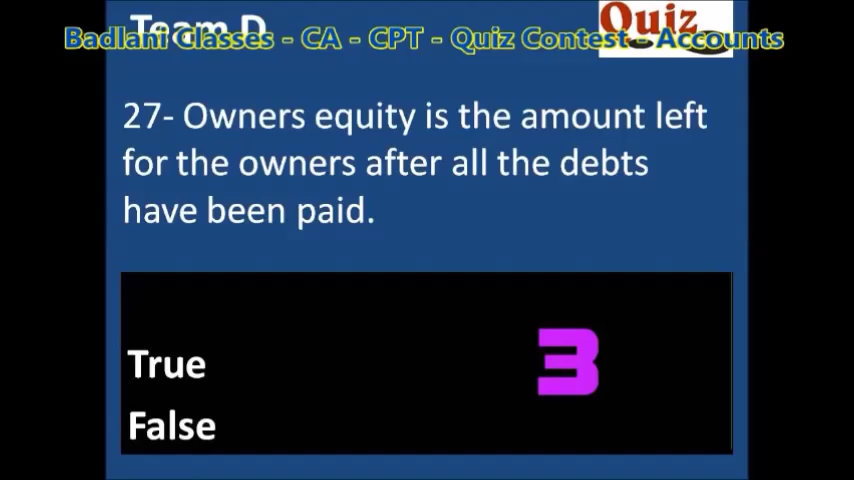 Team D
Quiz
Badlani Classes - CA - CPT - Quiz Contest - Accounts
27- Owners equity is the amount left
for the owners after all the debts
have been paid.
3
True
False